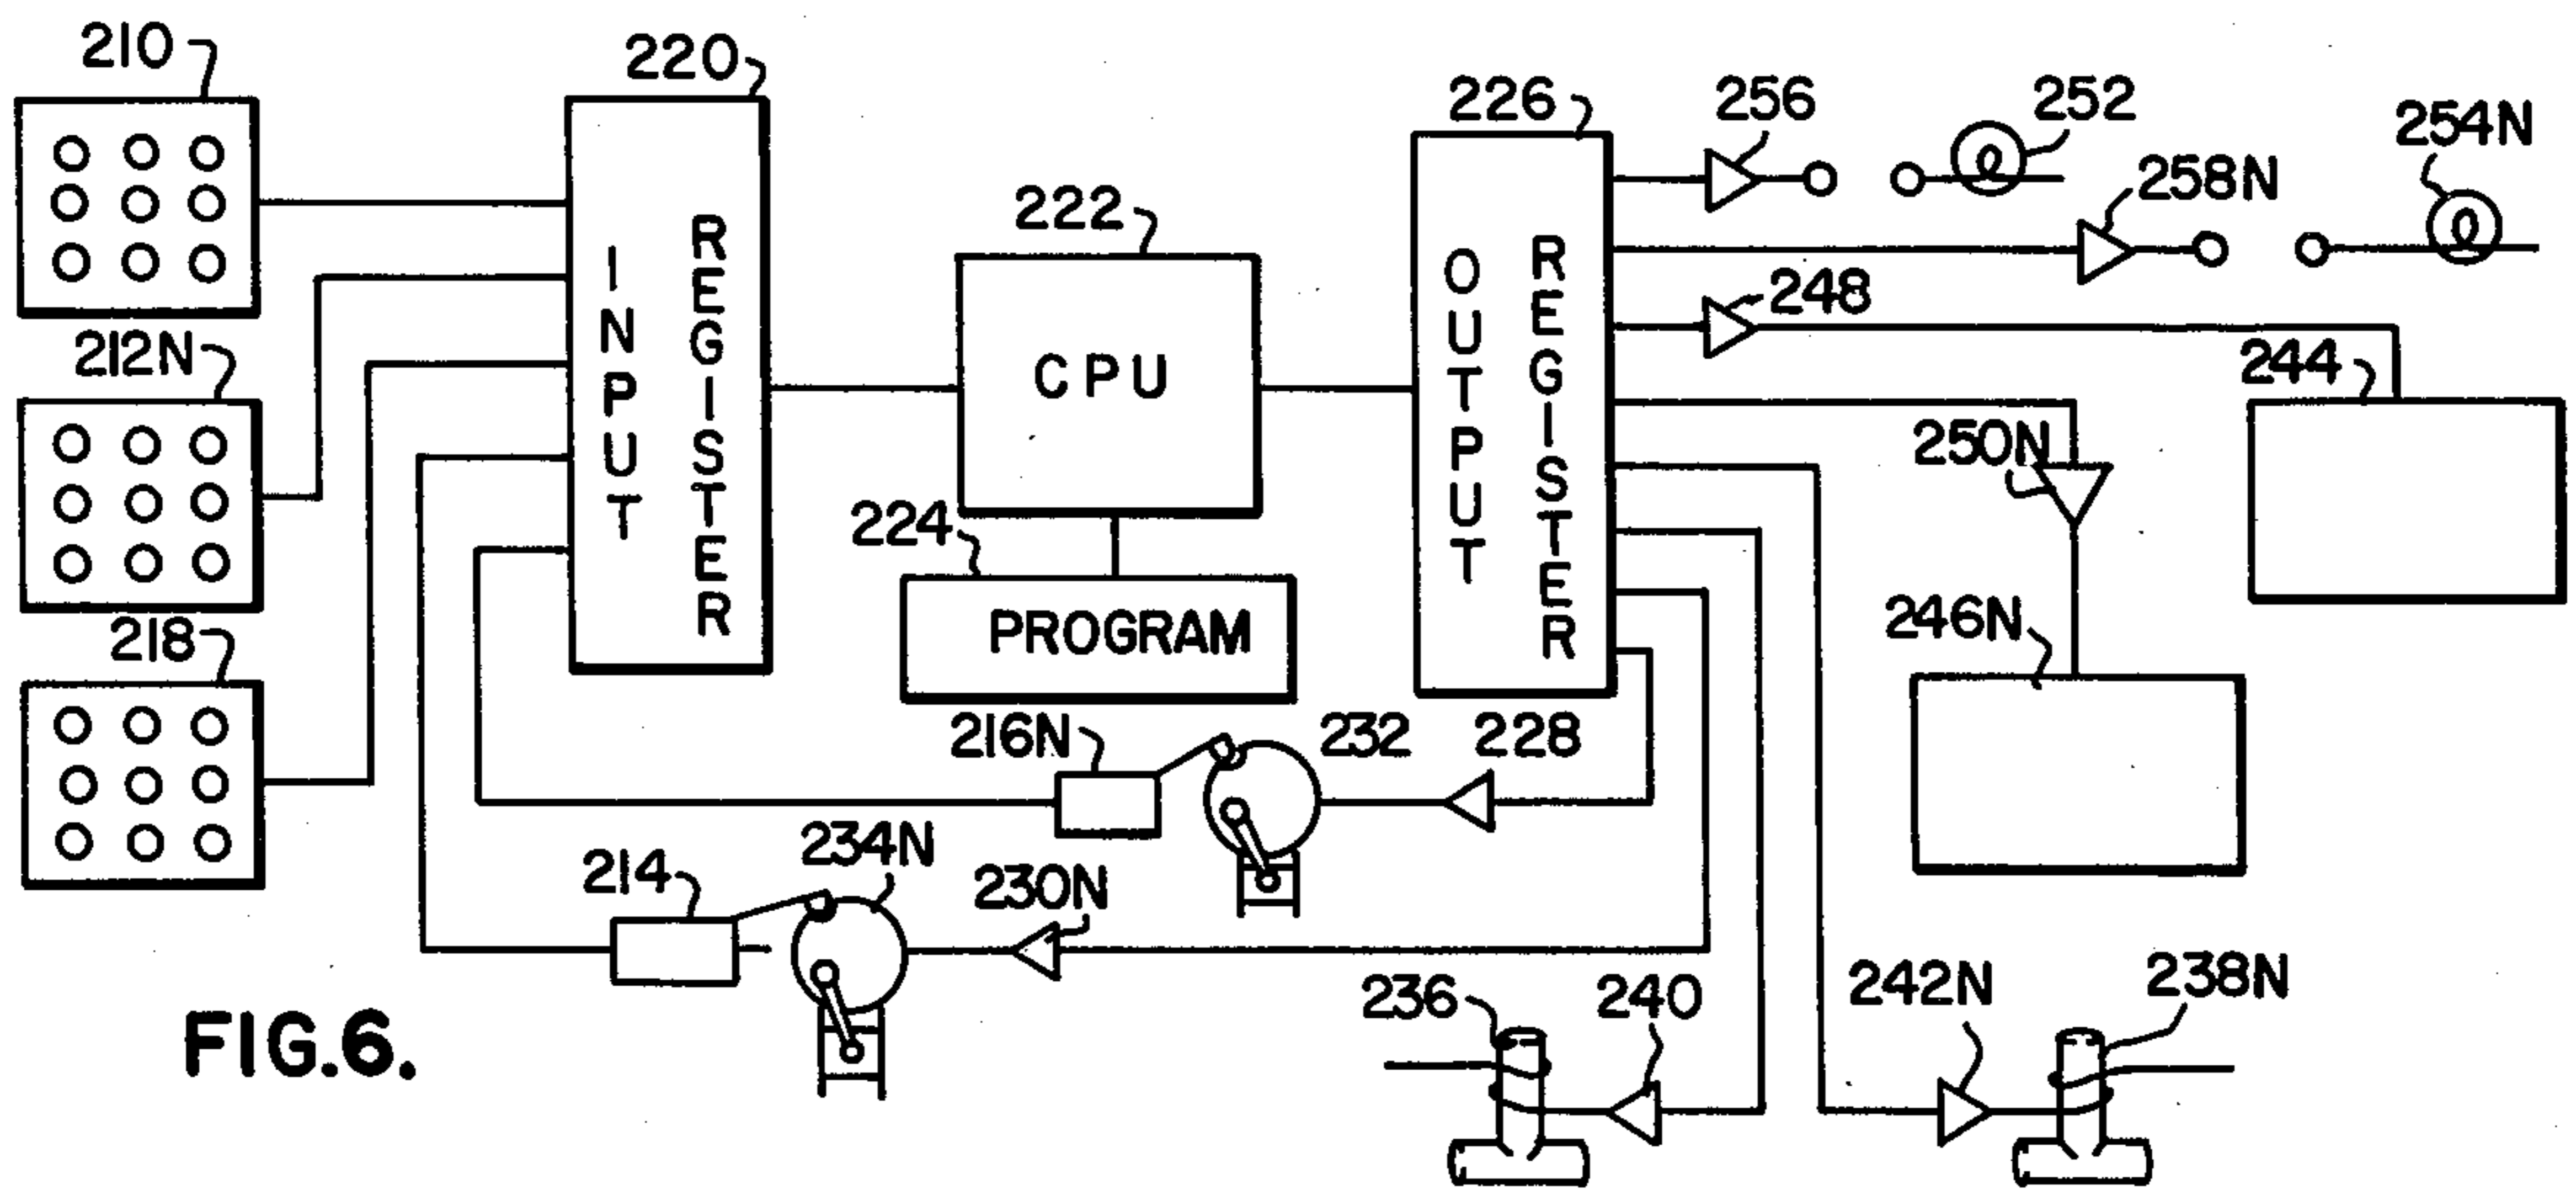 210
220
226
256
252
254N
258N
222
248
212N
244
250N
INPUT
REGISTER
CPU
OUTPUT
REGISTER
224
PROGRAM
246N
218
216N
232
228
214
234N
230N
236
240
242N
238N
FIG.6.